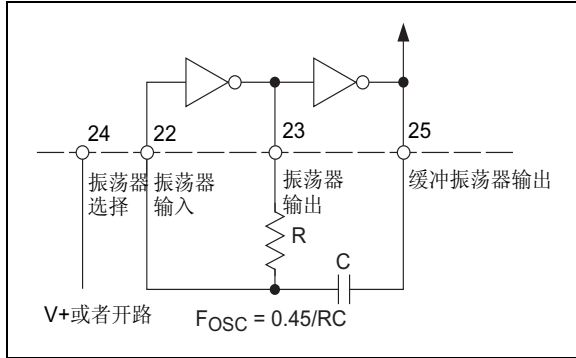 24
22
23
25
振荡器
选择
振荡器
输入
振荡器
输出
缓冲振荡器输出
R
C
V+或者开路
FOSC = 0.45/RC